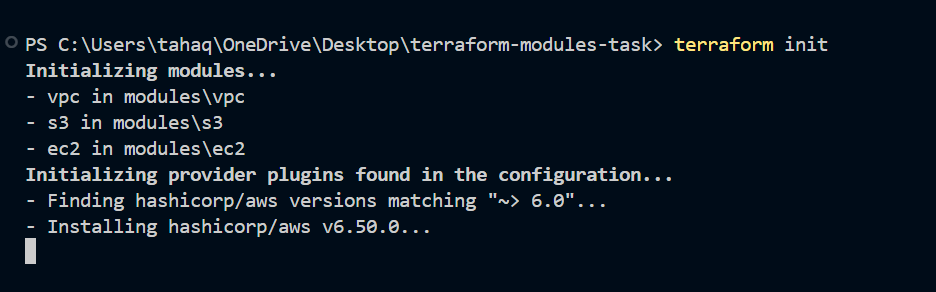 PS C:\Users\tahaq\OneDrive\Desktop\terraform-modules-task> terraform init
Initializing modules...
- vpc in modules\vpc
- s3 in modules\s3
- ec2 in modules\ec2
Initializing provider plugins found in the configuration...
- Finding hashicorp/aws versions matching "~> 6.0"...
- Installing hashicorp/aws v6.50.0...